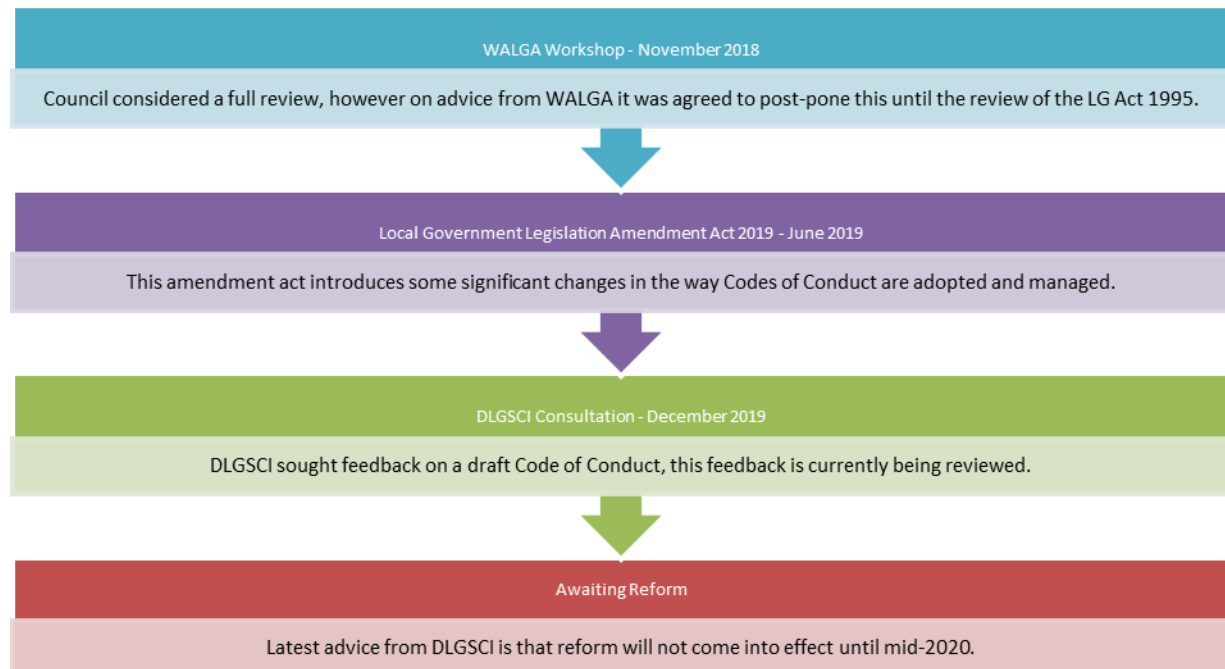 WALGA Workshop - November 2018
Council considered a full review, however on advice from WALGA it was agreed to post-pone this until the review of the LG Act 1995.
Local Government Legislation Amendment Act 2019 - June 2019
This amendment act introduces some significant changes in the way Codes of Conduct are adopted and managed.
DLGSCI Consultation - December 2019
DLGSCI sought feedback on a draft Code of Conduct, this feedback is currently being reviewed.
Awaiting Reform
Latest advice from DLGSCI is that reform will not come into effect until mid-2020.